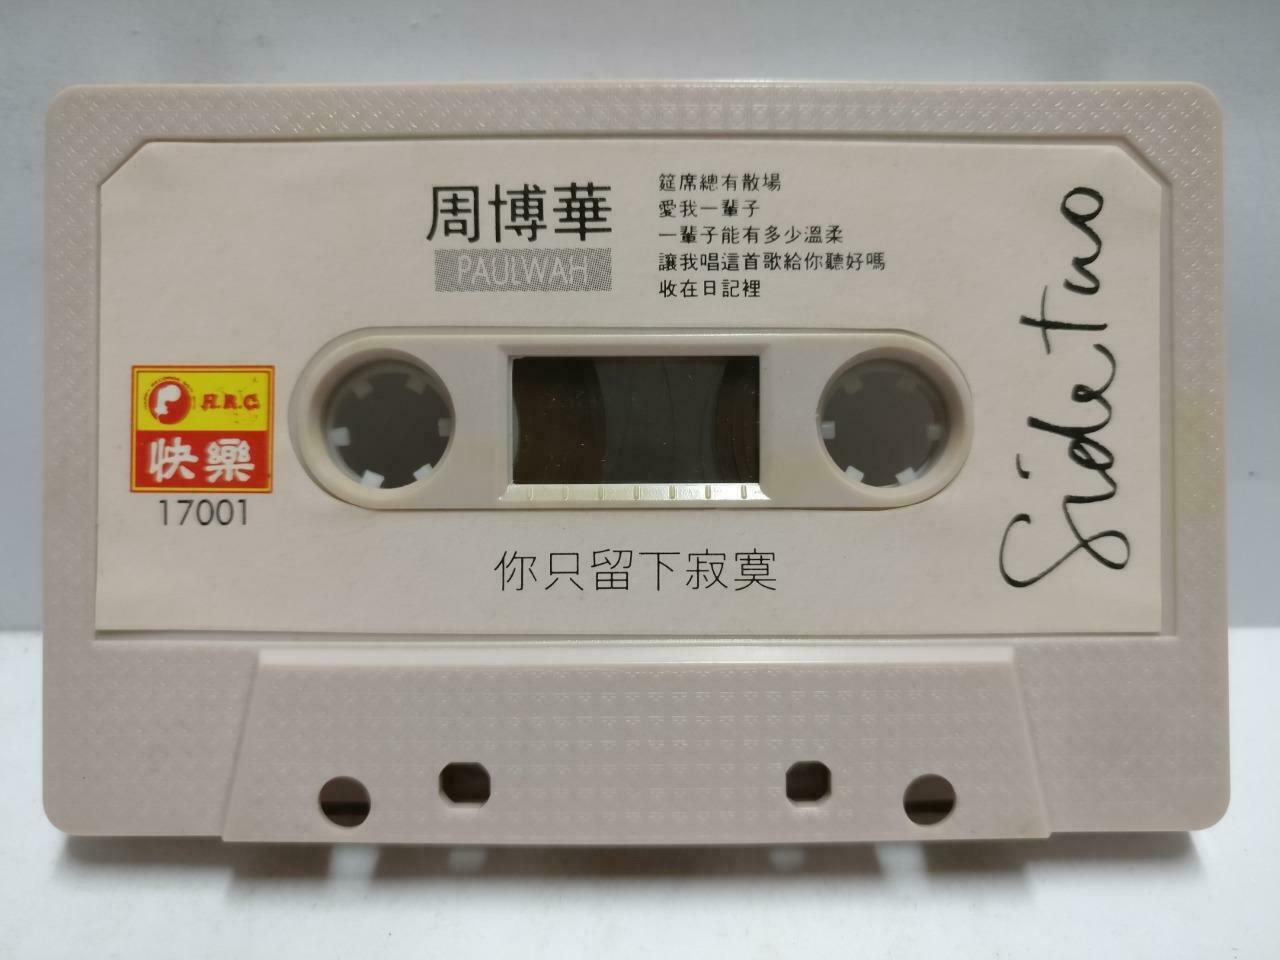 周博華
PAULWAH
筵席總有散場
愛我一輩子
一輩子能有多少溫柔
讓我唱這首歌給你聽好嗎
收在日記裡
Side two
H.R.C.
快樂
17001
你只留下寂寞